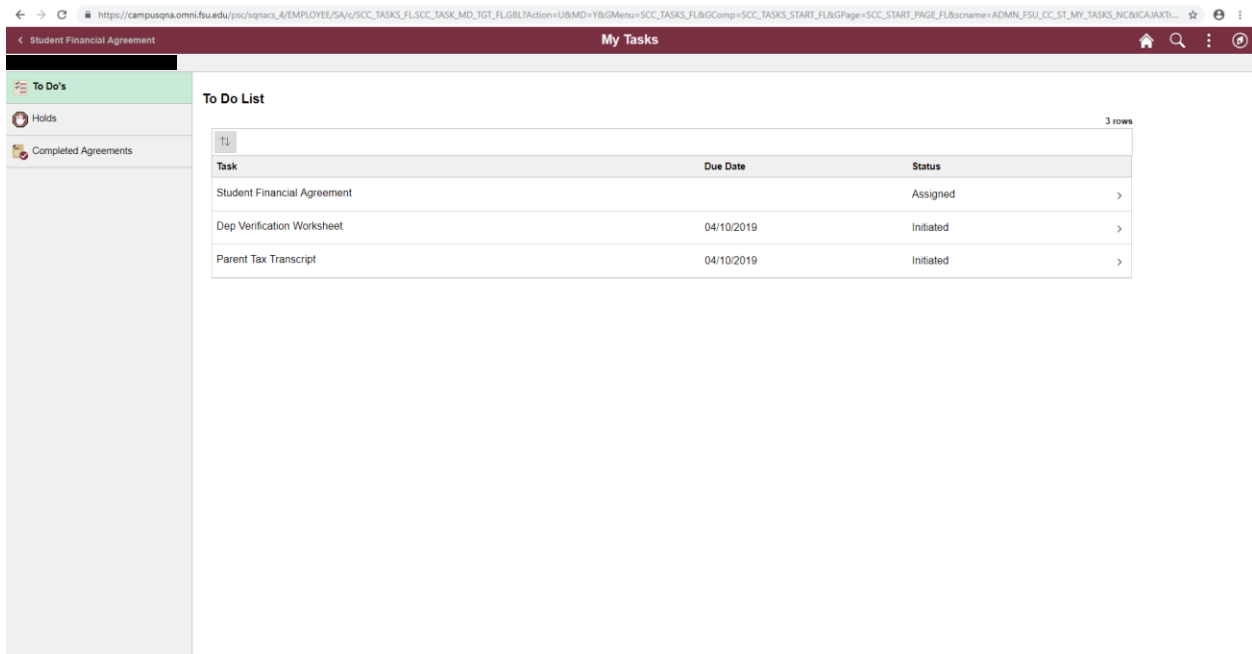 https://campusqna.omni.fsu.edu/psc/sqnacs_4/EMPLOYEE/SA/c/SCC_TASKS_FL.SCC_TASK_MD_TGT_FL.GBL?Action=U&MD=Y&GMenu=SCC_TASKS_FL&GComp=SCC_TASKS_START_FL&GPage=SCC_START_PAGE_FL&scname=ADMN_FSU_CC_ST_MY_TASKS_NC&ICAJAXTr...
Student Financial Agreement
My Tasks
To Do's
Holds
Completed Agreements
To Do List
3 rows
Task Due Date Status
Student Financial Agreement Assigned
Dep Verification Worksheet 04/10/2019 Initiated
Parent Tax Transcript 04/10/2019 Initiated